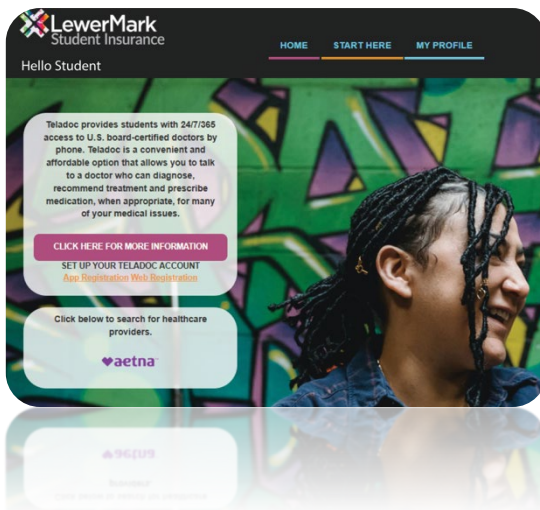 LewerMark
Student Insurance
HOME START HERE MY PROFILE
Hello Student
Teladoc provides students with 24/7/365
access to U.S. board-certified doctors by
phone. Teladoc is a convenient and
affordable option that allows you to talk
to a doctor who can diagnose,
recommend treatment and prescribe
medication, when appropriate, for many
of your medical issues.
CLICK HERE FOR MORE INFORMATION
SET UP YOUR TELADOC ACCOUNT
App Registration Web Registration
Click below to search for healthcare
providers.
aetna